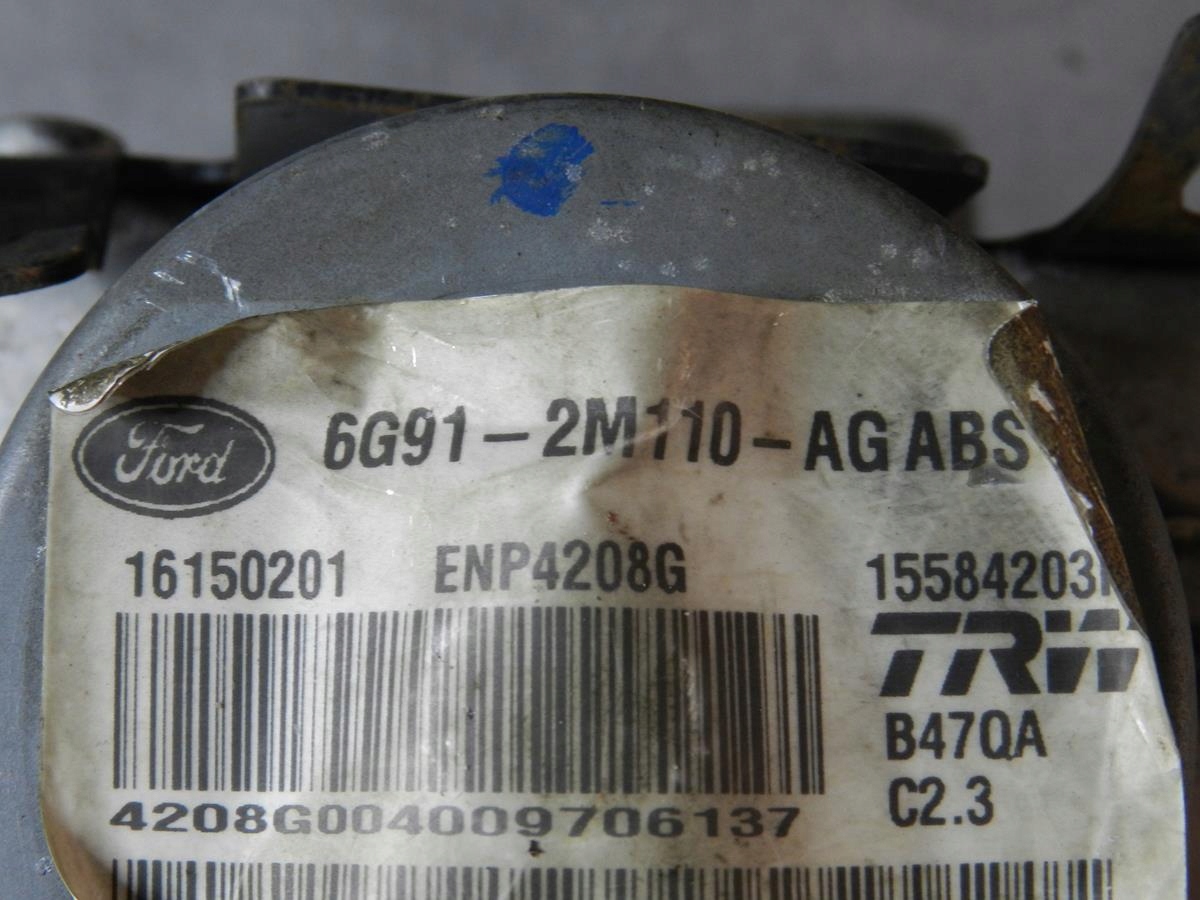 Ford 6G91-2M110-AG ABS
16150201 ENP4208G 15584203
TRW
B47QA
C2.3
4208G004009706137